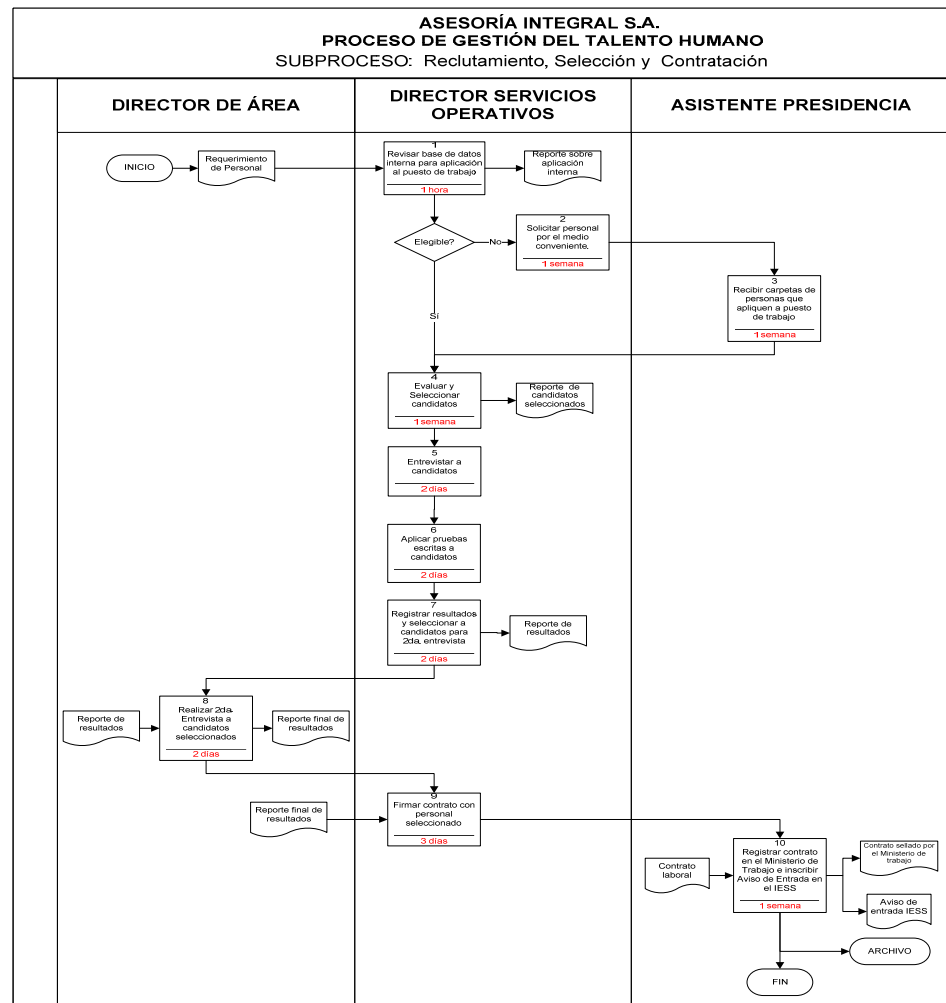 ASESORÍA INTEGRAL S.A.
PROCESO DE GESTIÓN DEL TALENTO HUMANO
SUBPROCESO: Reclutamiento, Selección y Contratación
DIRECTOR DE ÁREA
DIRECTOR SERVICIOS
OPERATIVOS
ASISTENTE PRESIDENCIA
INICIO
Requerimiento
de Personal
1
Revisar base de datos
interna para aplicación
al puesto de trabajo
1 hora
Reporte sobre
aplicación
interna
Elegible?
No
2
Solicitar personal
por el medio
conveniente.
1 semana
3
Recibir carpetas de
personas que
apliquen a puesto
de trabajo
1 semana
Sí
4
Evaluar y
Seleccionar
candidatos
1 semana
Reporte de
candidatos
seleccionados
5
Entrevistar a
candidatos
2 días
6
Aplicar pruebas
escritas a
candidatos
2 días
7
Registrar resultados
y seleccionar a
candidatos para
2da. entrevista
2 días
Reporte de
resultados
Reporte de
resultados
8
Realizar 2da.
Entrevista a
candidatos
seleccionados
2 días
Reporte final de
resultados
Reporte final de
resultados
9
Firmar contrato con
personal
seleccionado
3 días
Contrato
laboral
10
Registrar contrato
en el Ministerio de
Trabajo e inscribir
Aviso de Entrada en
el IESS
1 semana
Contrato sellado por
el Ministerio de
trabajo
Aviso de
entrada IESS
ARCHIVO
FIN